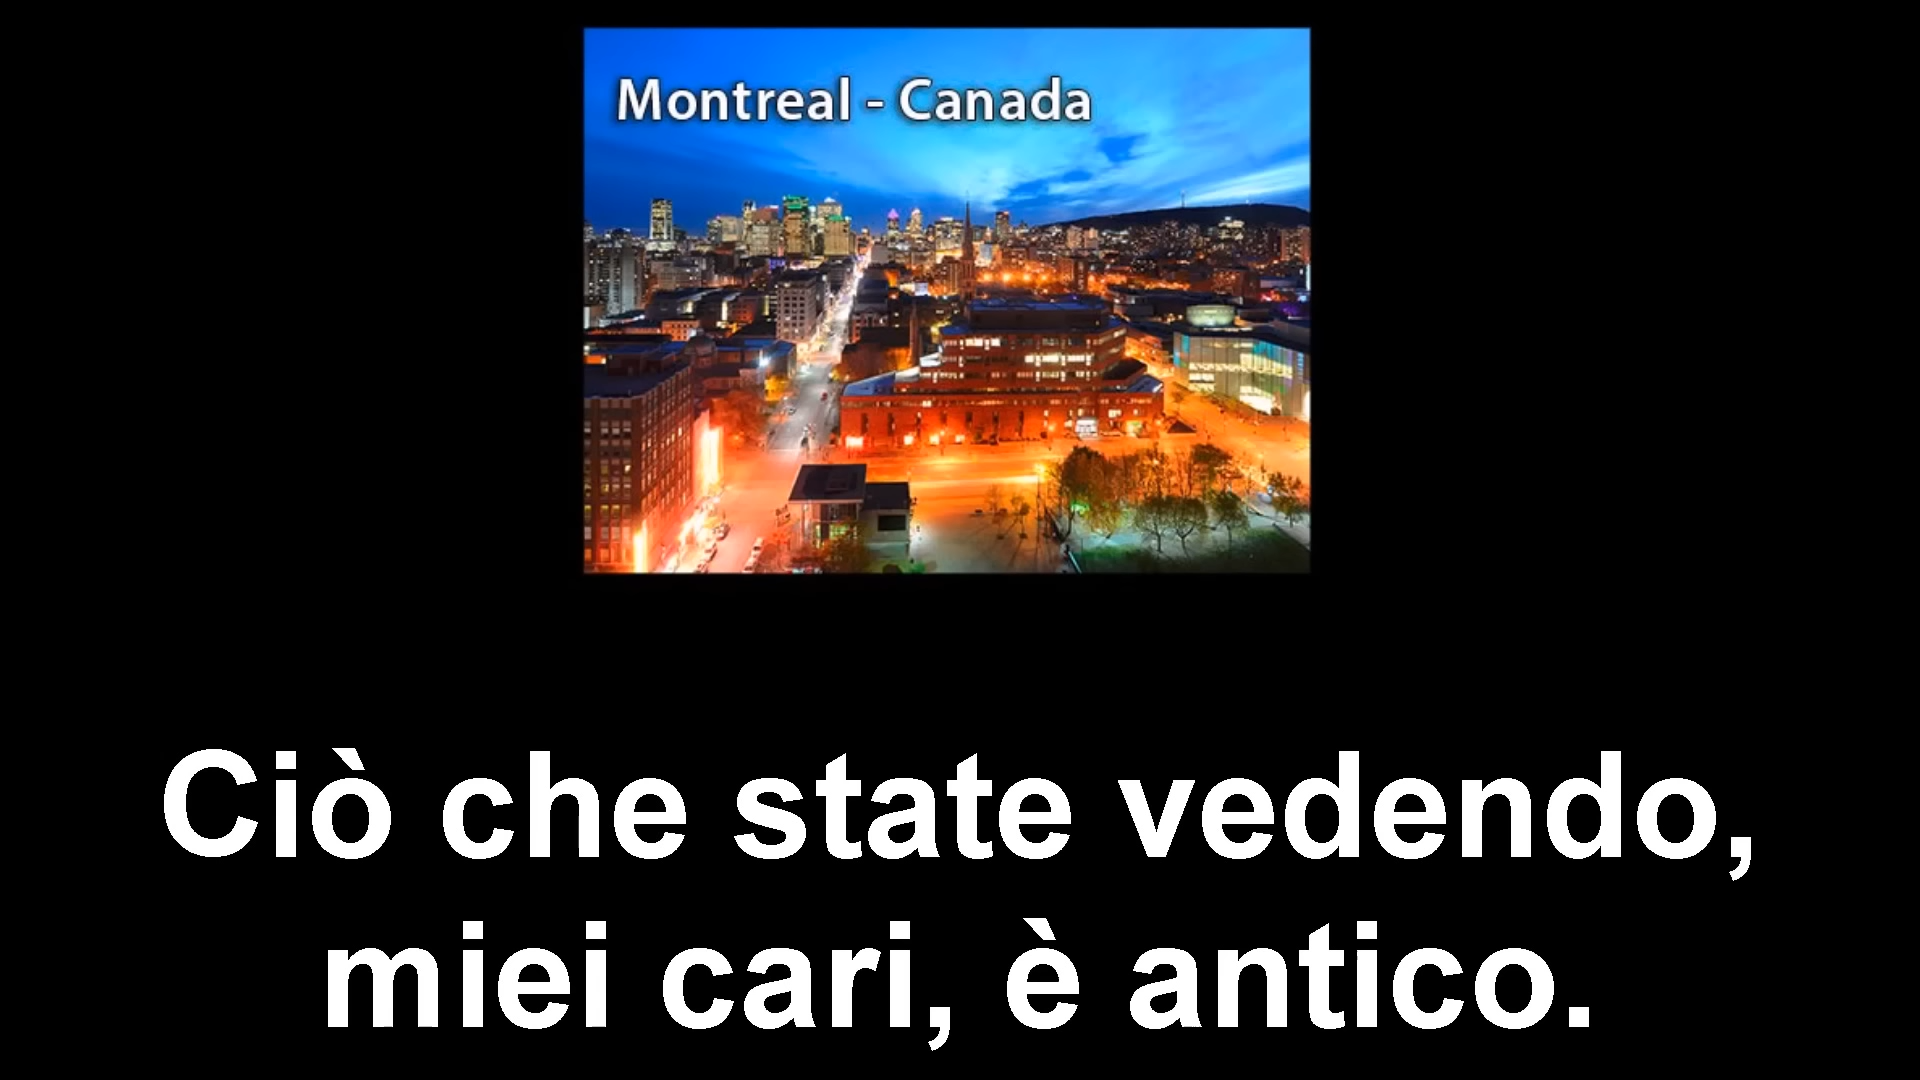 Montreal - Canada
Ciò che state vedendo,
miei cari, è antico.